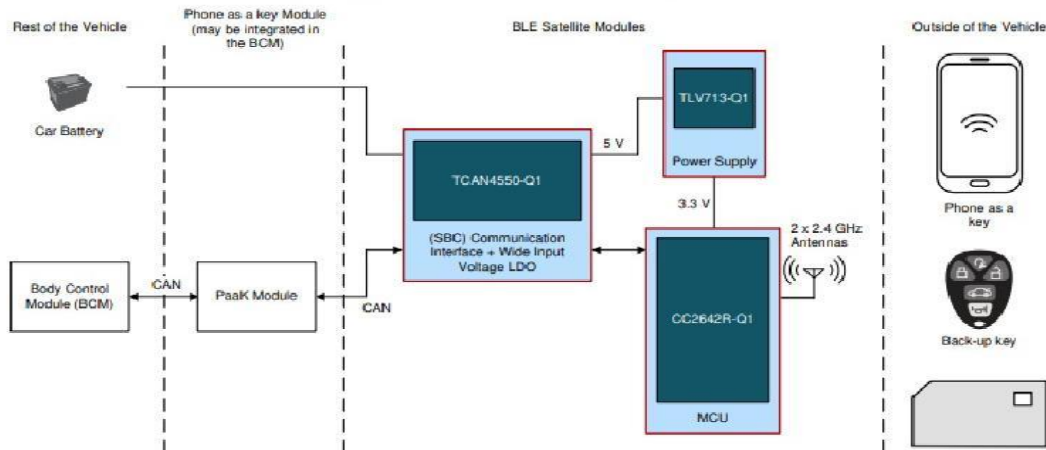 Rest of the Vehicle
Phone as a key Module
(may be integrated in
the BCM)
BLE Satellite Modules
Outside of the Vehicle
Car Battery
TLV713-Q1
Power Supply
5 V
TCAN4550-Q1
(SBC) Communication
Interface + Wide Input
Voltage LDO
3.3 V
2 x 2.4 GHz
Antennas
Phone as a
key
Body Control
Module (BCM)
CAN
PaaK Module
CAN
CC2642R-Q1
MCU
Back-up key